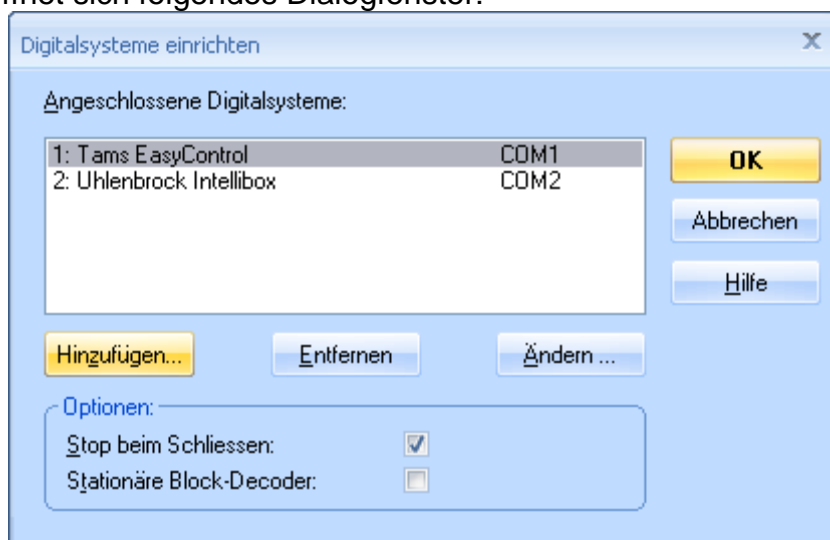 folgendes
Digitalsysteme einrichten
Angeschlossene Digitalsysteme:
1: Tams EasyControl COM1
2: Uhlenbrock Intellibox COM2
OK
Abbrechen
Hilfe
Hinzufügen... Entfernen Ändern ...
Optionen:
Stop beim Schliessen:
Stationäre Block-Decoder: